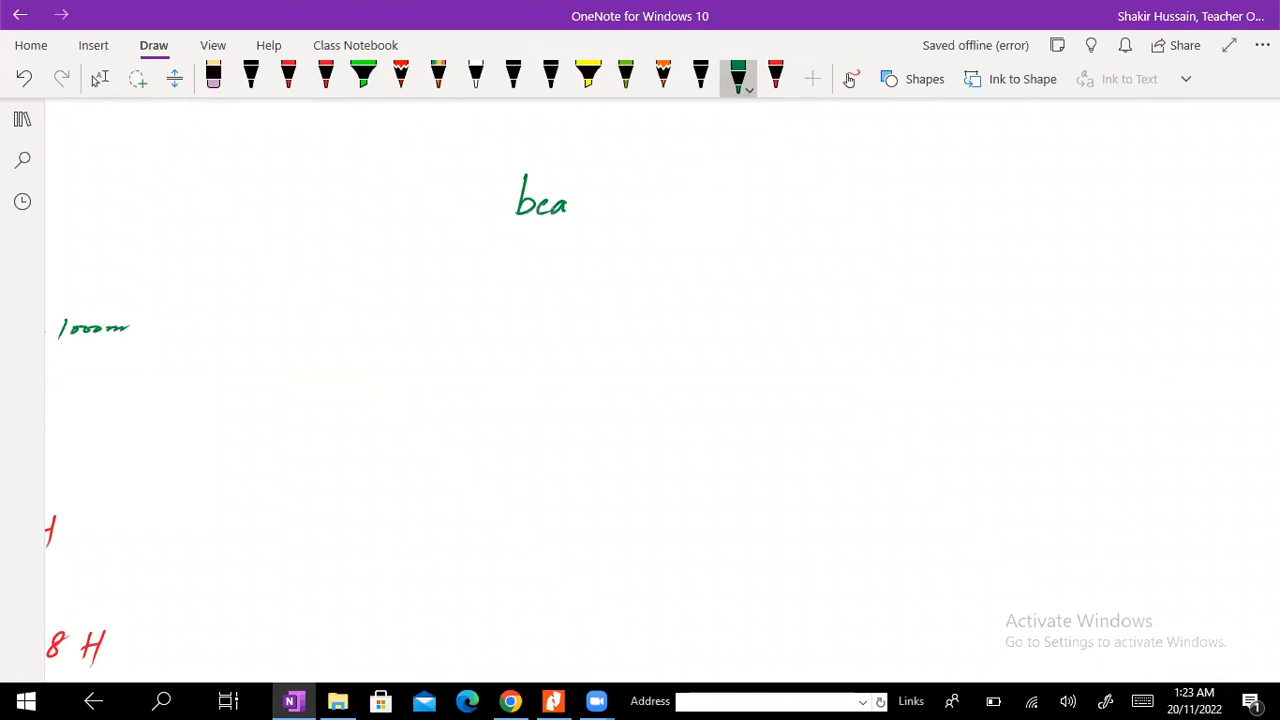 OneNote for Windows 10
Shakir Hussain, Teacher O...
Home Insert Draw View Help Class Notebook
Saved offline (error) Share
Shapes Ink to Shape Ink to Text
bea
1000m
H
8 H
Activate Windows
Go to Settings to activate Windows.
Address Links
1:23 AM
20/11/2022
1